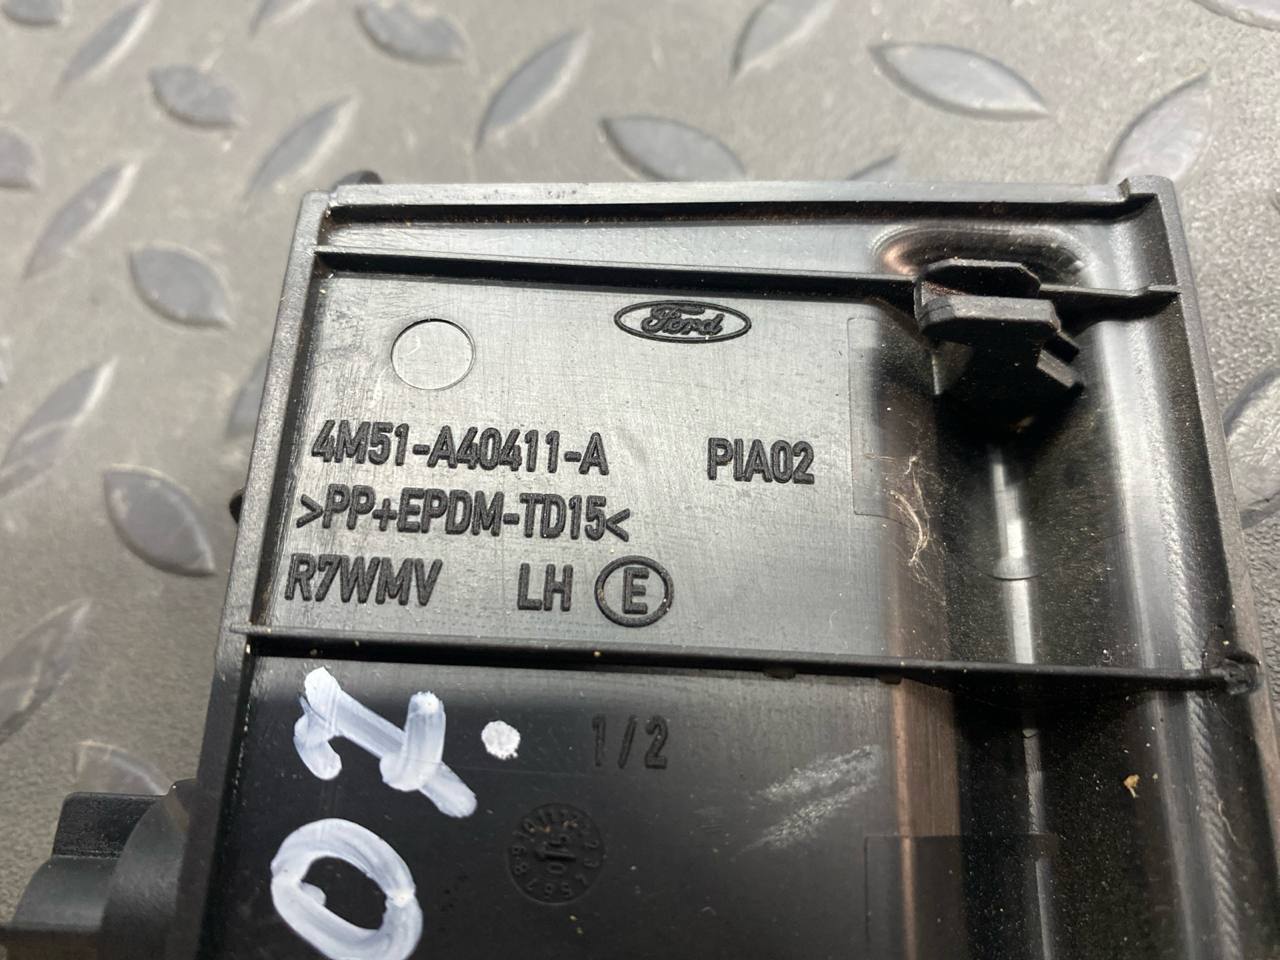 Ford
4M51-A40411-A PIA02
>PP+EPDM-TD15<
R7WMV LH E
1/2